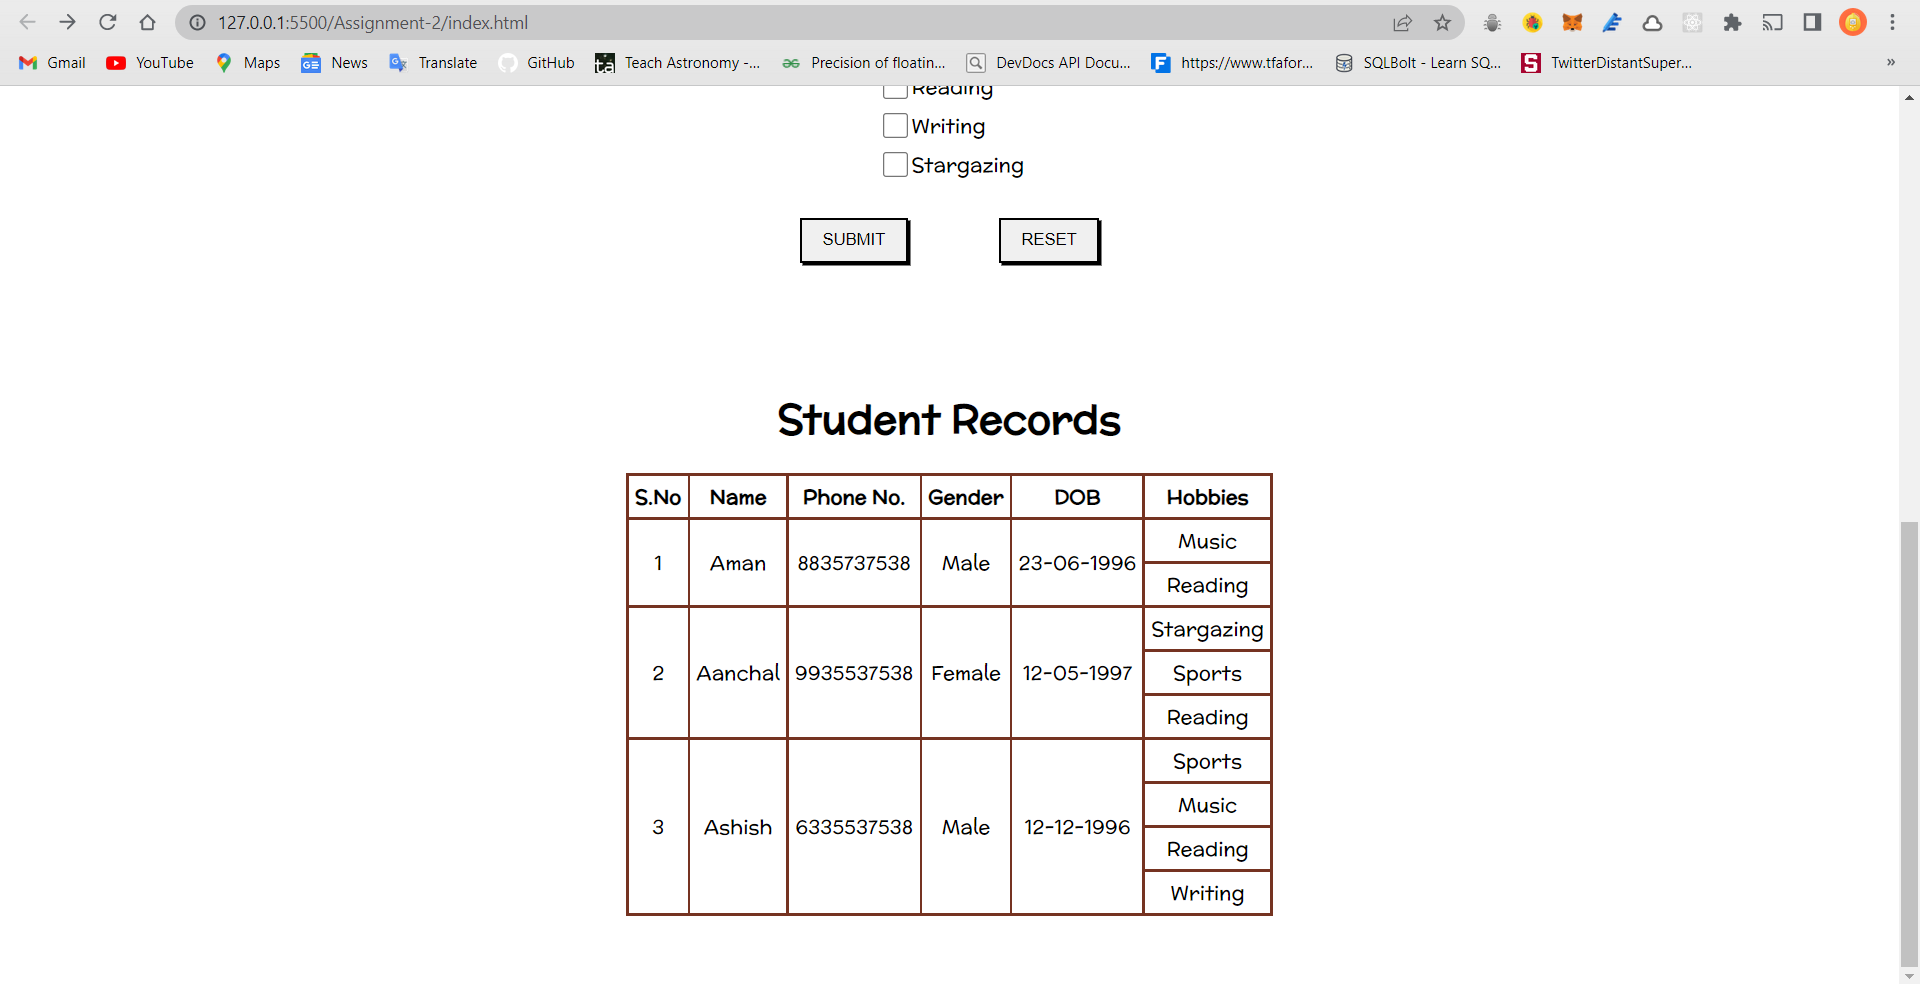 127.0.0.1:5500/Assignment-2/index.html
Gmail YouTube Maps News Translate GitHub Teach Astronomy -... Precision of floatin... DevDocs API Docu... https://www.tfafor... SQLBolt - Learn SQ... TwitterDistantSuper... »
Reading
Writing
Stargazing
SUBMIT RESET
Student Records
S.No Name Phone No. Gender DOB Hobbies
1 Aman 8835737538 Male 23-06-1996 Music
Reading
2 Aanchal 9935537538 Female 12-05-1997 Stargazing
Sports
Reading
3 Ashish 6335537538 Male 12-12-1996 Sports
Music
Reading
Writing